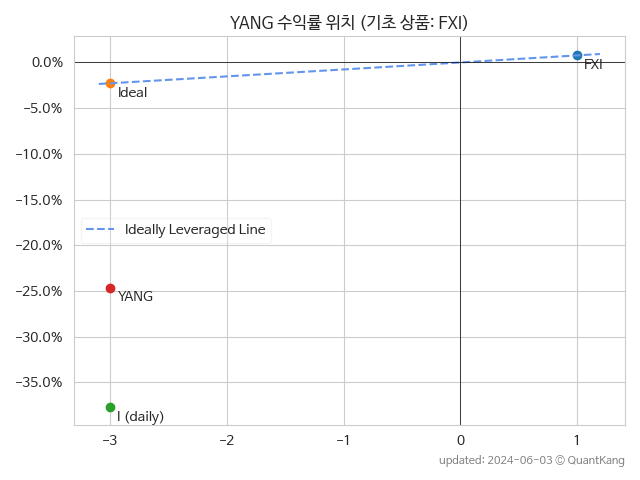 YANG 수익률 위치 (기초 상품: FXI)
0.0%
FXI
Ideal
−5.0%
−10.0%
−15.0%
Ideally Leveraged Line
−20.0%
−25.0%
YANG
−30.0%
−35.0%
I (daily)
−3
−2
−1
0
1
updated: 2024-06-03 © QuantKang